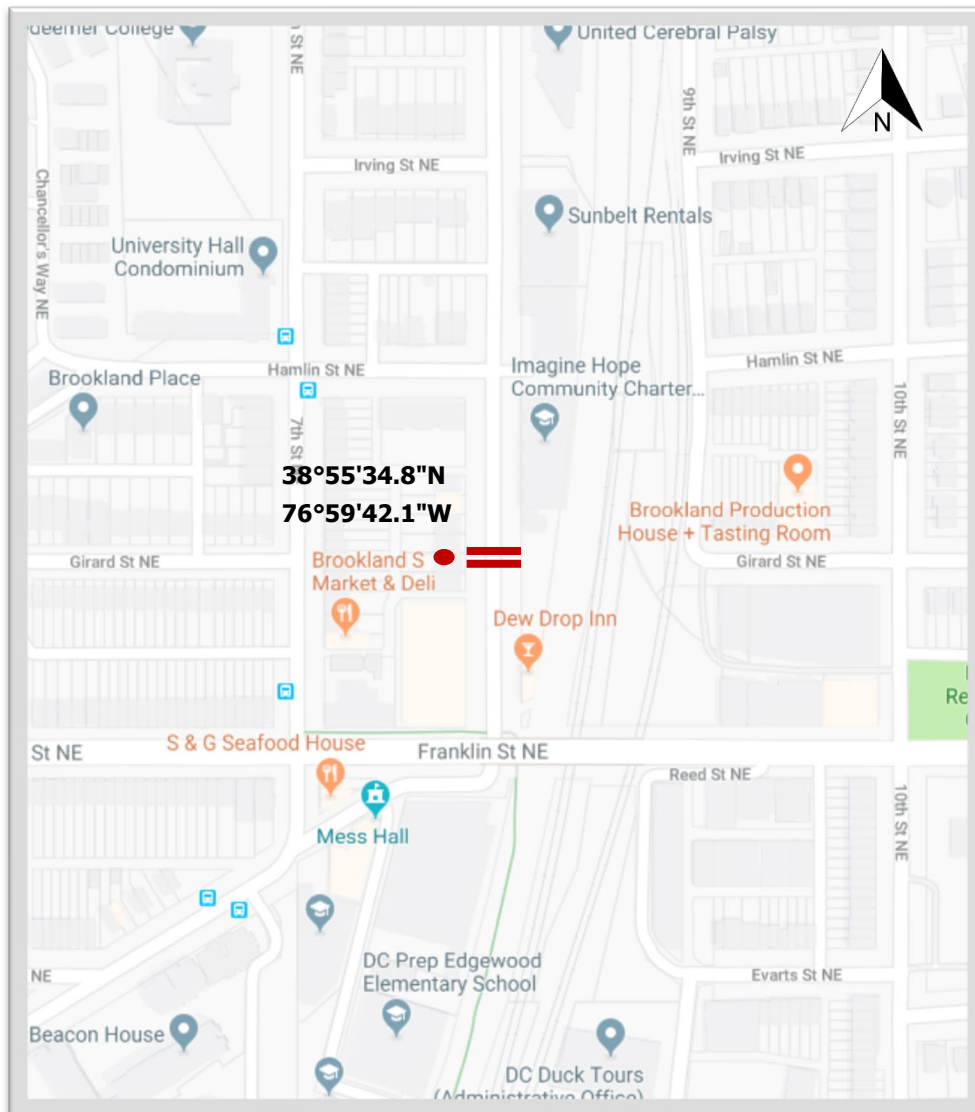 deemer College
United Cerebral Palsy
h St NE
9th St NE
N
Irving St NE
Irving St NE
Chancellor's Way NE
Sunbelt Rentals
University Hall
Condominium
Hamlin St NE
Hamlin St NE
Imagine Hope
Community Charter...
Brookland Place
10th St NE
7th St
38°55'34.8"N
76°59'42.1"W
Brookland Production
House + Tasting Room
Girard St NE
Brookland S
Market & Deli
Girard St NE
Dew Drop Inn
Re
St NE
S & G Seafood House
Franklin St NE
Reed St NE
10th St NE
Mess Hall
DC Prep Edgewood
Elementary School
NE
Evarts St NE
Beacon House
DC Duck Tours
(Administrative Office)